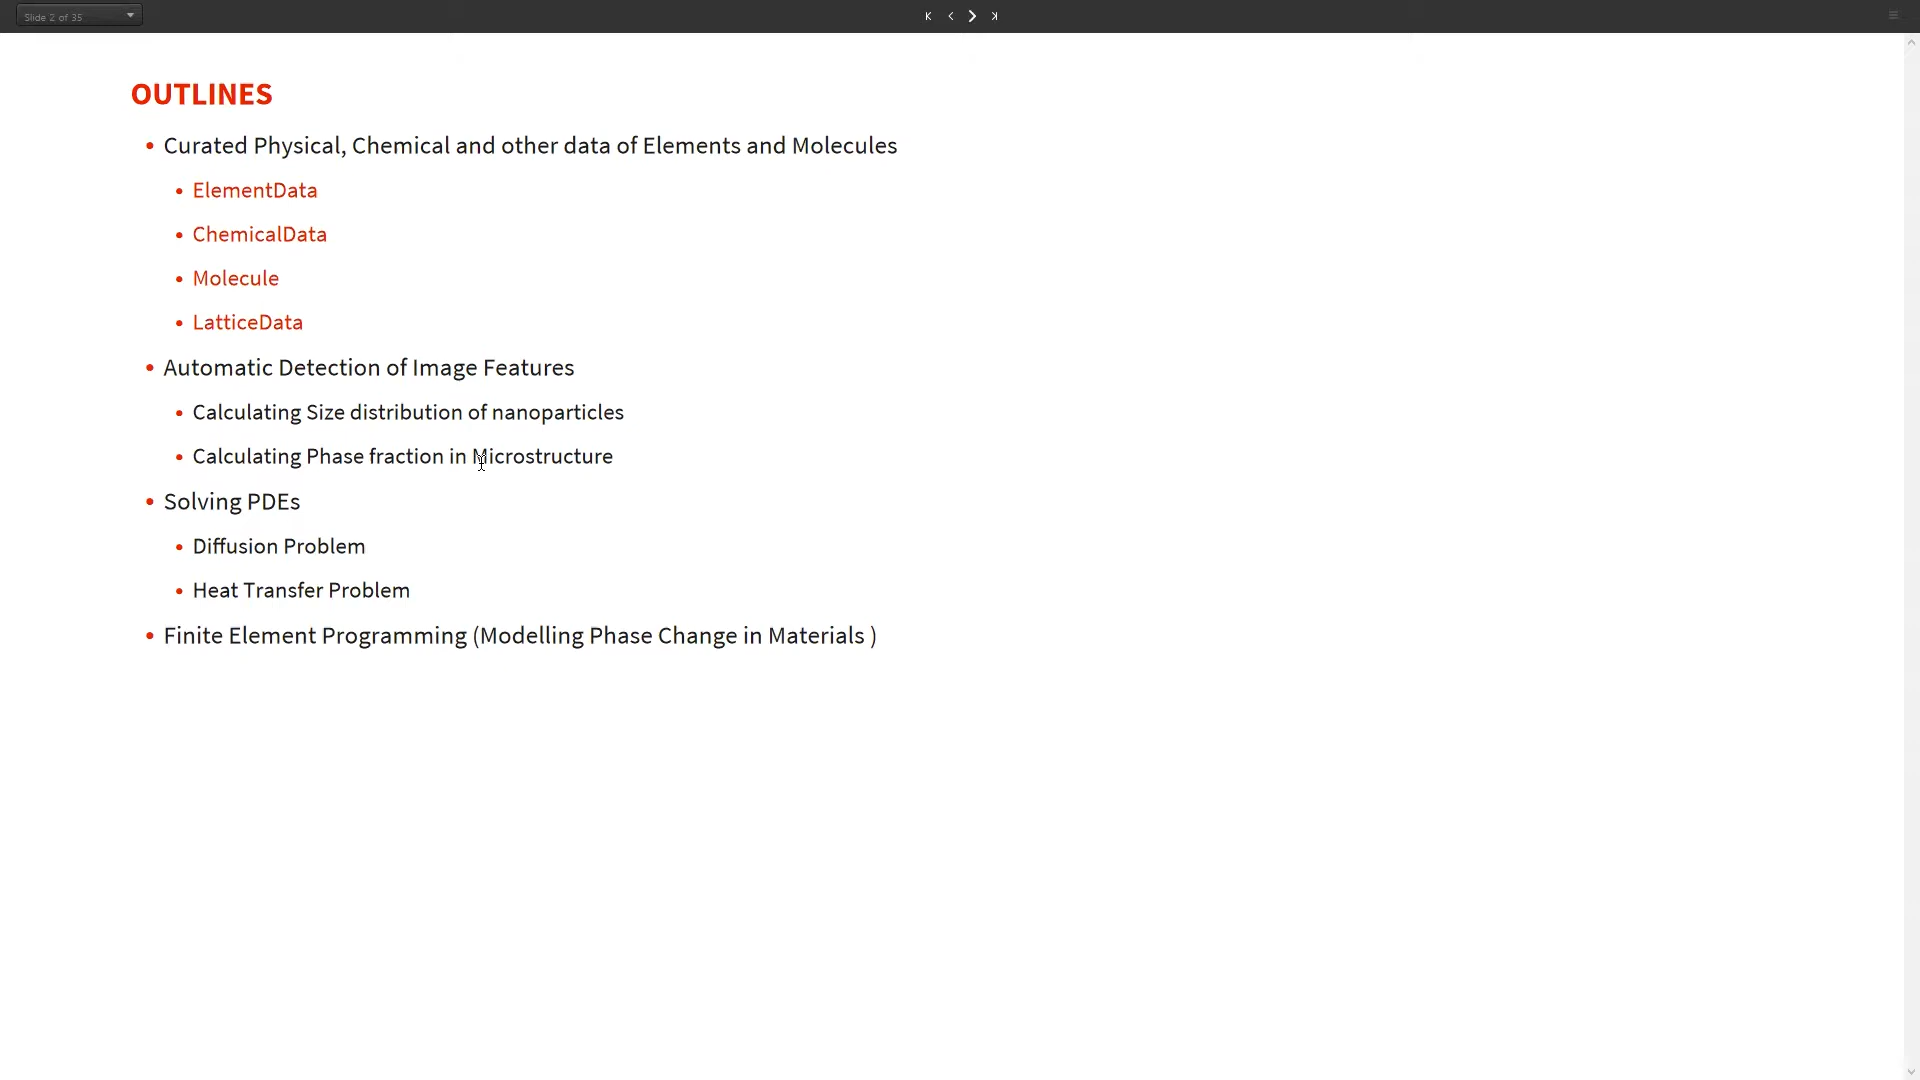 Slide 2 of 35
OUTLINES
• Curated Physical, Chemical and other data of Elements and Molecules
• ElementData
• ChemicalData
• Molecule
• LatticeData
• Automatic Detection of Image Features
• Calculating Size distribution of nanoparticles
• Calculating Phase fraction in Microstructure
• Solving PDEs
• Diffusion Problem
• Heat Transfer Problem
• Finite Element Programming (Modelling Phase Change in Materials )